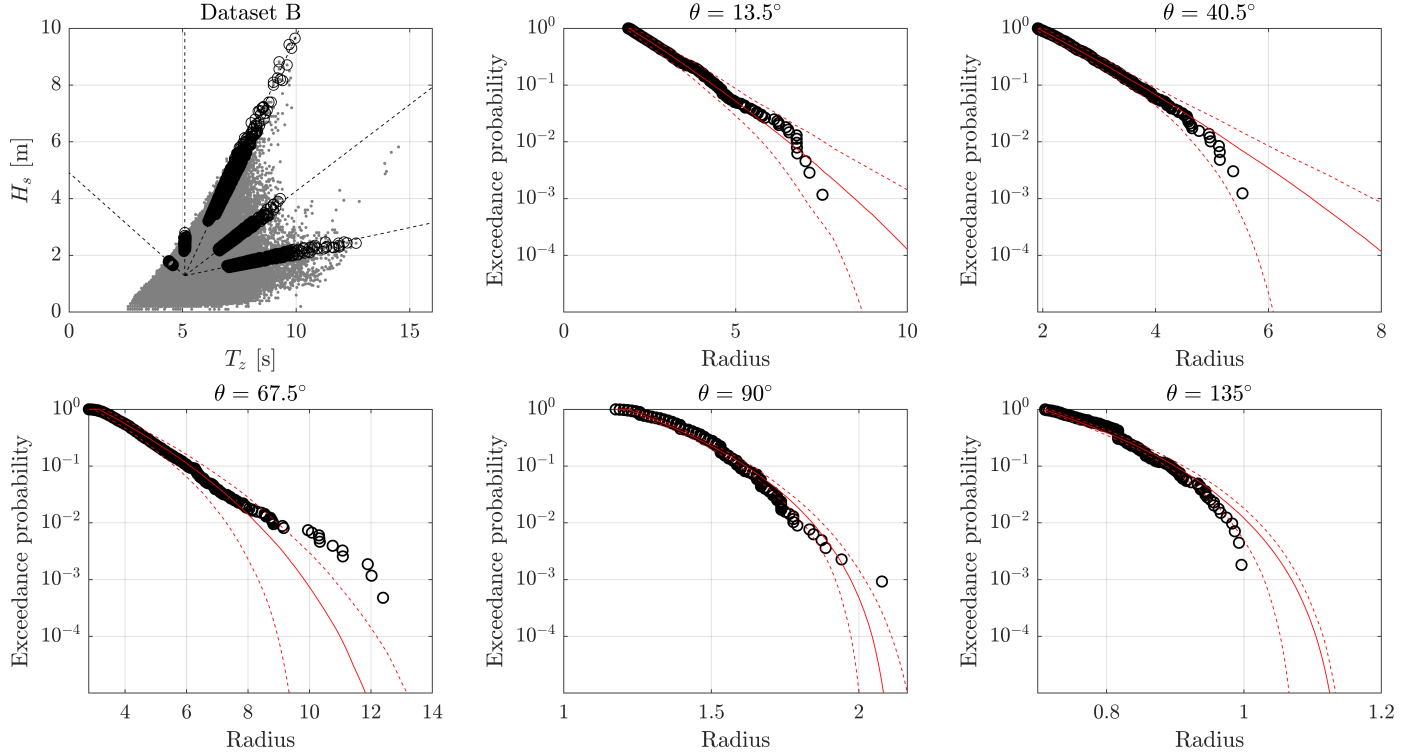 Dataset B
10
8
6
4
2
0
H_s [m]
0 5 10 15
T_z [s]
θ = 13.5°
10^0
10^-1
10^-2
10^-3
10^-4
Exceedance probability
0 5 10
Radius
θ = 40.5°
10^0
10^-1
10^-2
10^-3
10^-4
Exceedance probability
2 4 6 8
Radius
θ = 67.5°
10^0
10^-1
10^-2
10^-3
10^-4
Exceedance probability
4 6 8 10 12 14
Radius
θ = 90°
10^0
10^-1
10^-2
10^-3
10^-4
Exceedance probability
1 1.5 2
Radius
θ = 135°
10^0
10^-1
10^-2
10^-3
10^-4
Exceedance probability
0.8 1 1.2
Radius